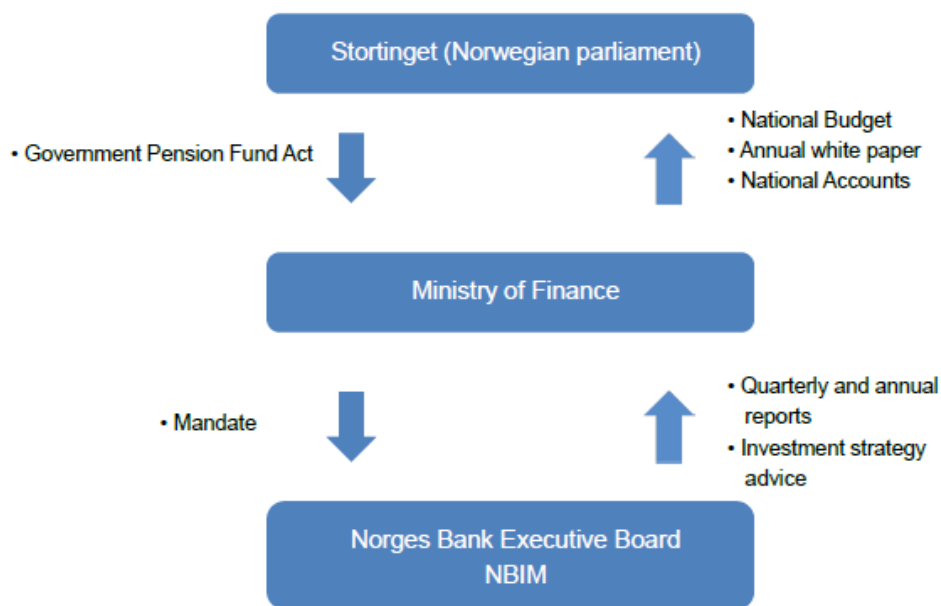 Stortinget (Norwegian parliament)
• Government Pension Fund Act
• National Budget
• Annual white paper
• National Accounts
Ministry of Finance
• Mandate
• Quarterly and annual
reports
• Investment strategy
advice
Norges Bank Executive Board
NBIM